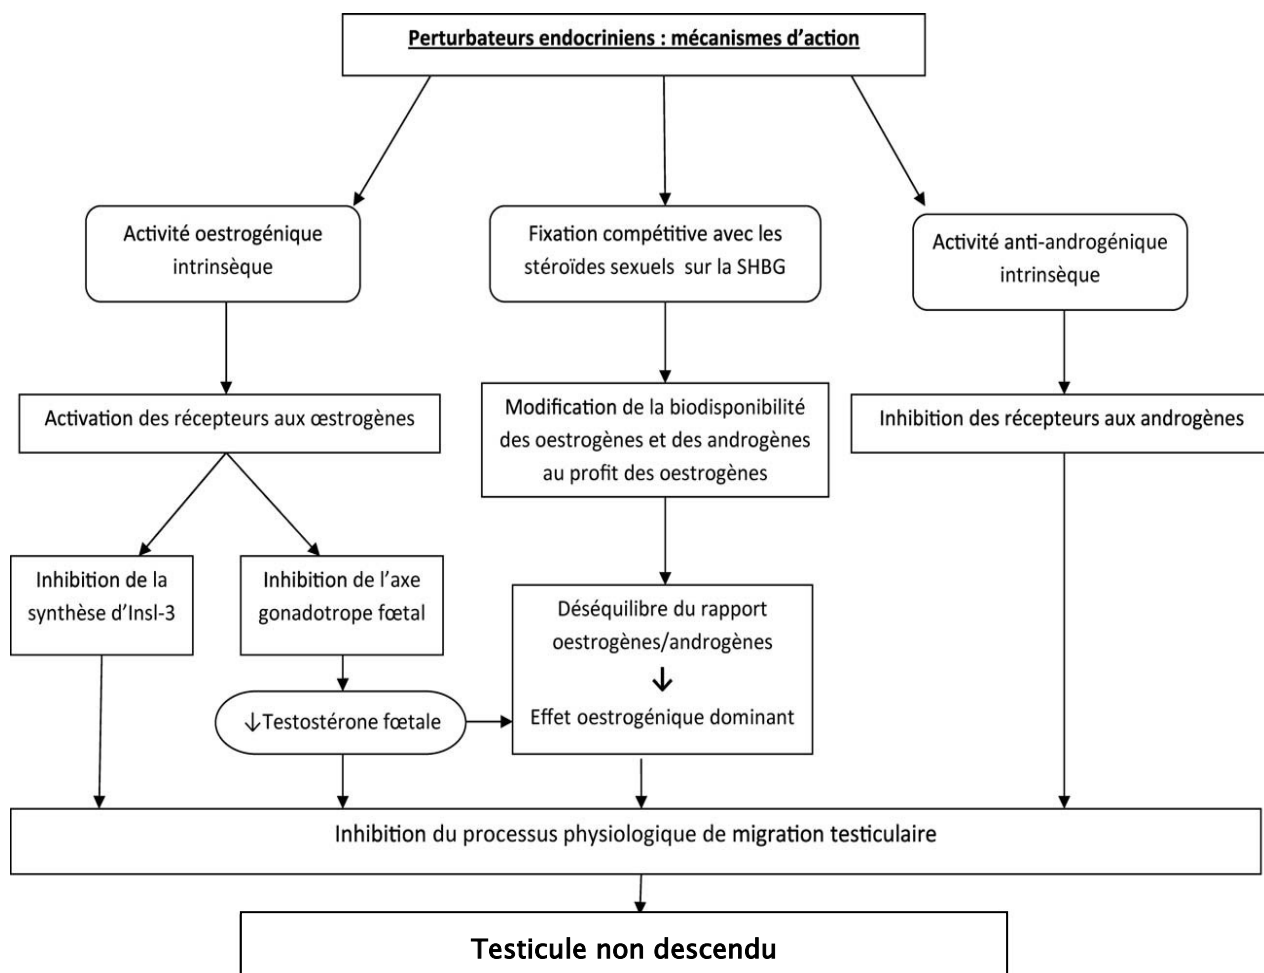 Perturbateurs endocriniens : mécanismes d'action
Activité oestrogénique
intrinsèque
Fixation compétitive avec les
stéroïdes sexuels sur la SHBG
Activité anti-androgénique
intrinsèque
Activation des récepteurs aux œstrogènes
Modification de la biodisponibilité
des oestrogènes et des androgènes
au profit des oestrogènes
Inhibition des récepteurs aux androgènes
Inhibition de la
synthèse d'Insl-3
Inhibition de l'axe
gonadotrope fœtal
Déséquilibre du rapport
oestrogènes/androgènes
↓
Effet oestrogénique dominant
↓Testostérone fœtale
Inhibition du processus physiologique de migration testiculaire
Testicule non descendu